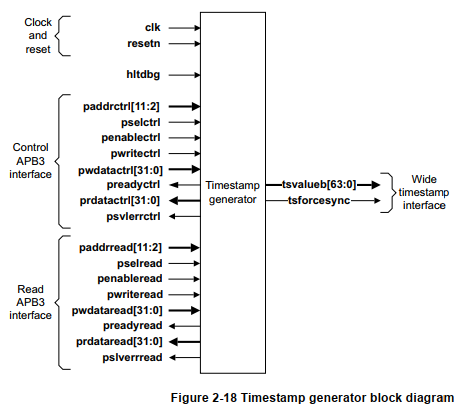 Clock
and
reset
clk
resetn
hltdbg
Control
APB3
interface
paddrctrl[11:2]
pselctrl
penablectrl
pwritectrl
pwdatactrl[31:0]
preadyctrl
prdatactrl[31:0]
psvlerrctrl
Timestamp
generator
tsvalueb[63:0]
tsforcesync
Wide
timestamp
interface
Read
APB3
interface
paddrread[11:2]
pselread
penableread
pwriteread
pwdataread[31:0]
preadyread
prdataread[31:0]
pslverrread
Figure 2-18 Timestamp generator block diagram